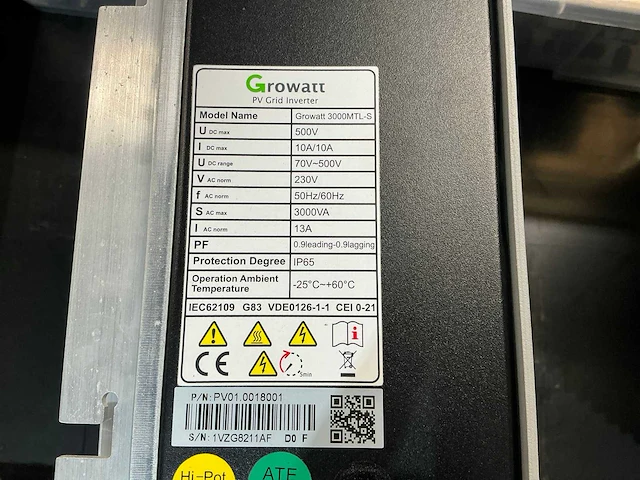 Growatt
PV Grid Inverter
Model Name Growatt 3000MTL-S
U DC max 500V
I DC max 10A/10A
U DC range 70V~500V
V AC norm 230V
f AC norm 50Hz/60Hz
S AC max 3000VA
I AC norm 13A
PF 0.9leading-0.9lagging
Protection Degree IP65
Operation Ambient Temperature -25°C~+60°C
IEC62109 G83 VDE0126-1-1 CEI 0-21
CE
5min
P/N:PV01.0018001
S/N: 1VZG8211AF D0 F
Hi-Pot
ATE